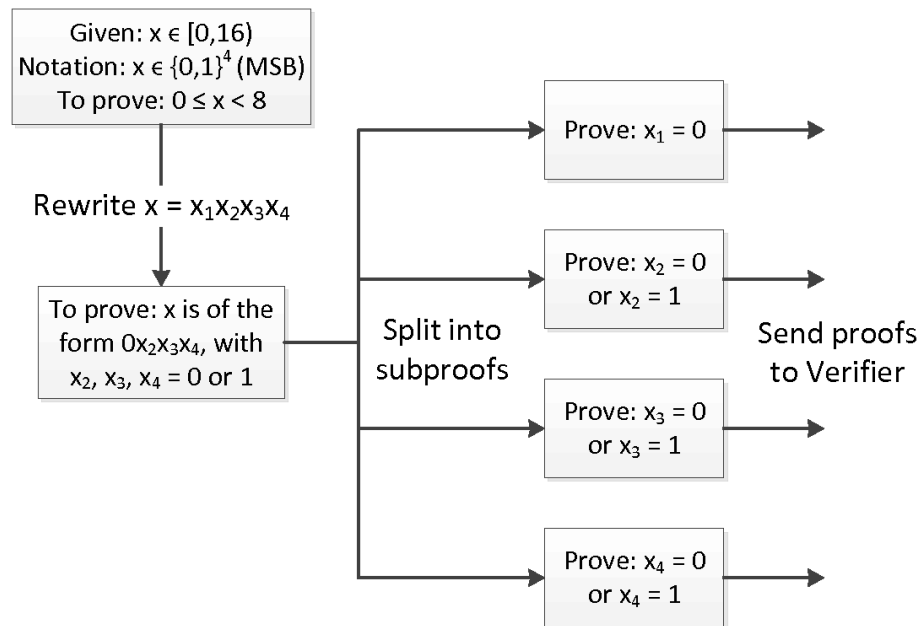 Given: x ϵ [0,16)
Notation: x ϵ {0,1}⁴ (MSB)
To prove: 0 ≤ x < 8
Rewrite x = x₁x₂x₃x₄
To prove: x is of the
form 0x₂x₃x₄, with
x₂, x₃, x₄ = 0 or 1
Split into
subproofs
Prove: x₁ = 0
Prove: x₂ = 0
or x₂ = 1
Prove: x₃ = 0
or x₃ = 1
Prove: x₄ = 0
or x₄ = 1
Send proofs
to Verifier